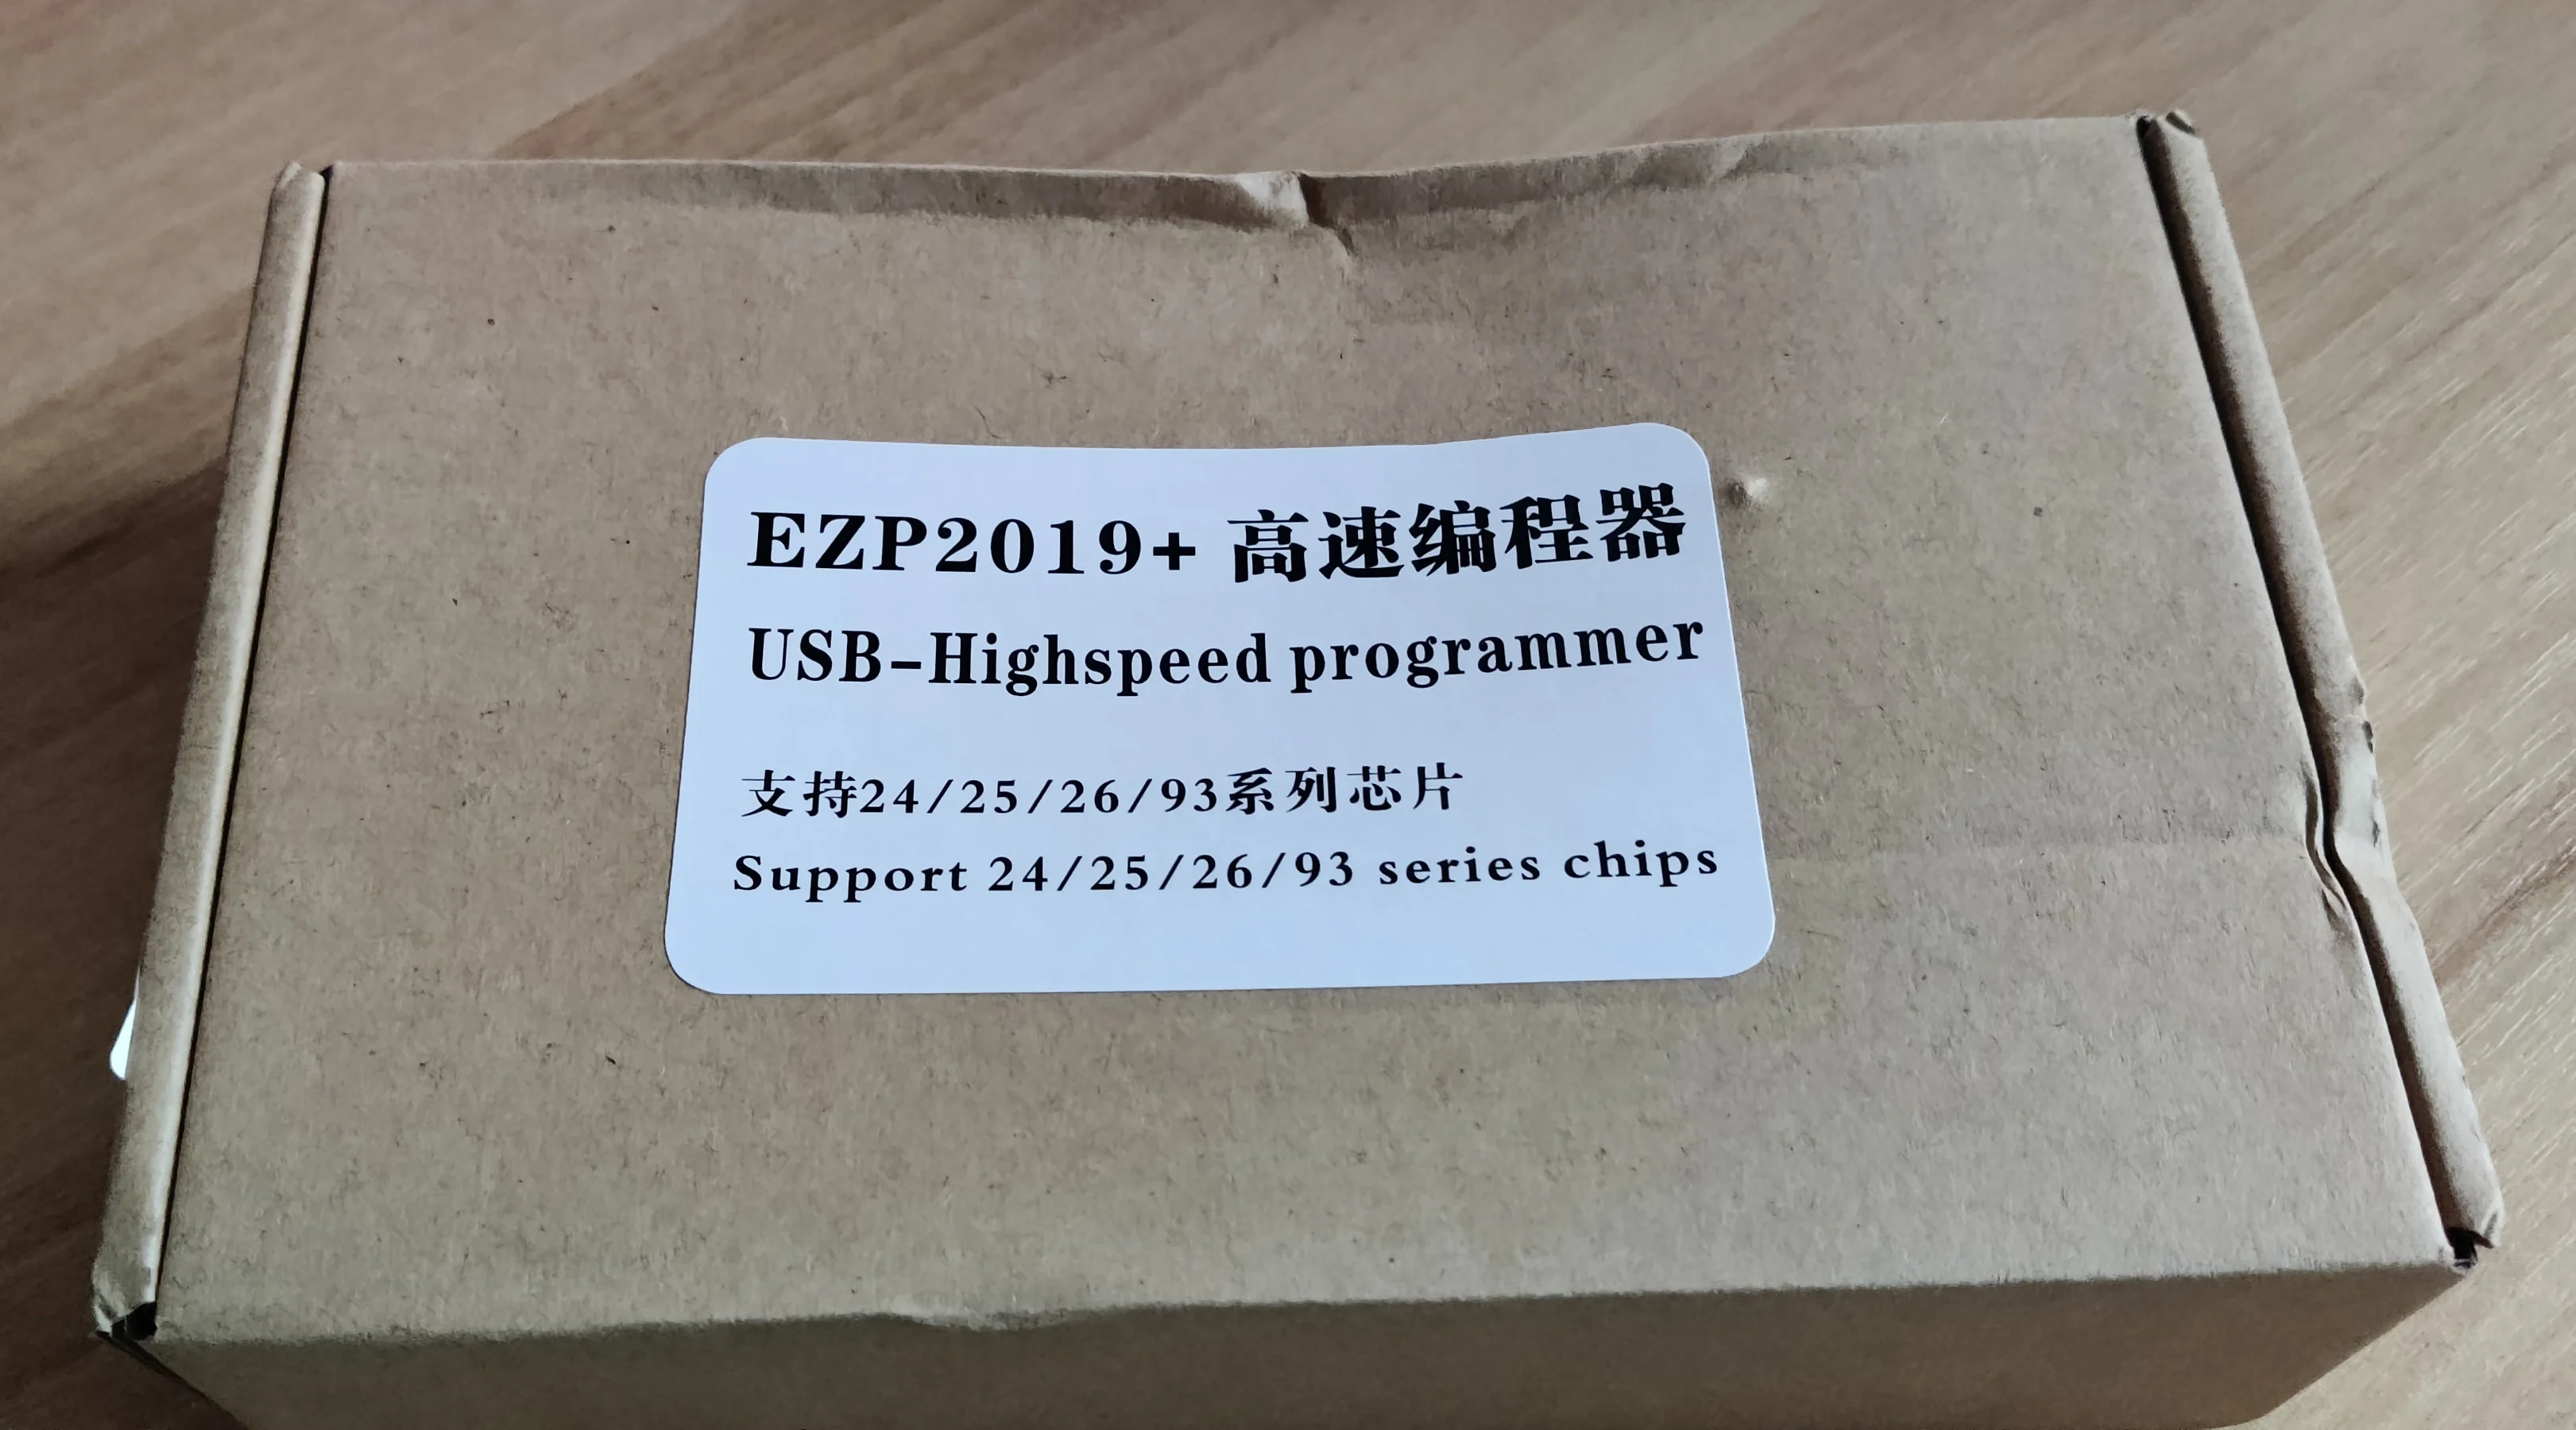 EZP2019+ 高速编程器
USB-Highspeed programmer
支持24/25/26/93系列芯片
Support 24/25/26/93 series chips